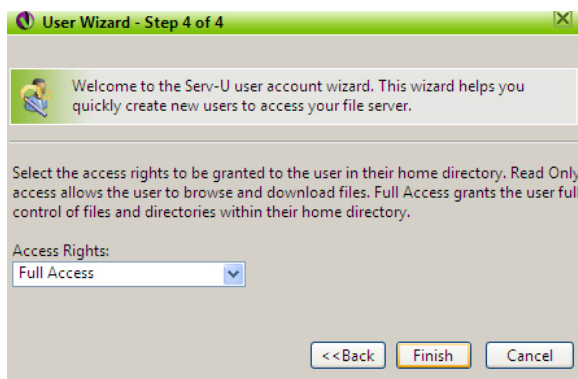 User Wizard - Step 4 of 4
Welcome to the Serv-U user account wizard. This wizard helps you
quickly create new users to access your file server.
Select the access rights to be granted to the user in their home directory. Read Only
access allows the user to browse and download files. Full Access grants the user full
control of files and directories within their home directory.
Access Rights:
Full Access
<<Back
Finish
Cancel